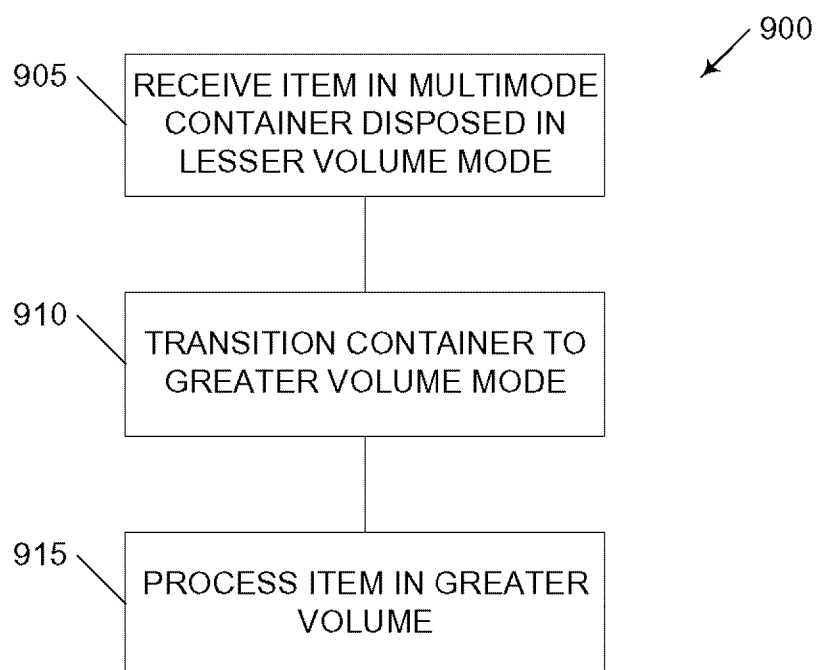 900
905
RECEIVE ITEM IN MULTIMODE
CONTAINER DISPOSED IN
LESSER VOLUME MODE
910
TRANSITION CONTAINER TO
GREATER VOLUME MODE
915
PROCESS ITEM IN GREATER
VOLUME